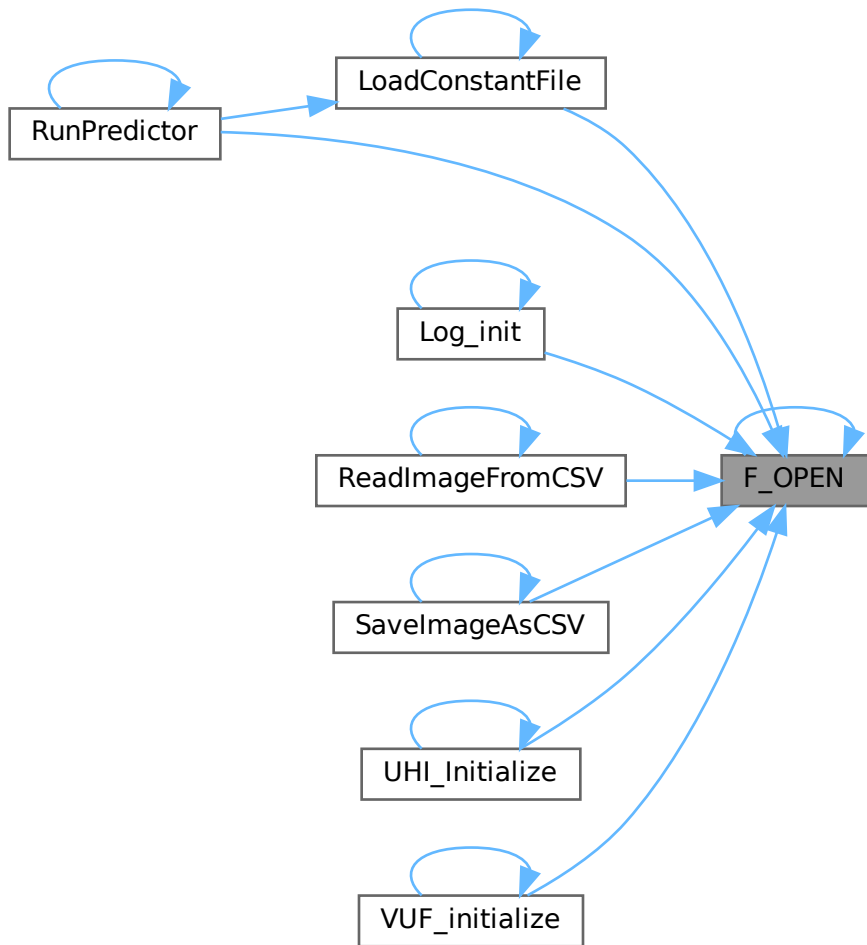 LoadConstantFile
RunPredictor
Log_init
ReadImageFromCSV
F_OPEN
SaveImageAsCSV
UHI_Initialize
VUF_initialize